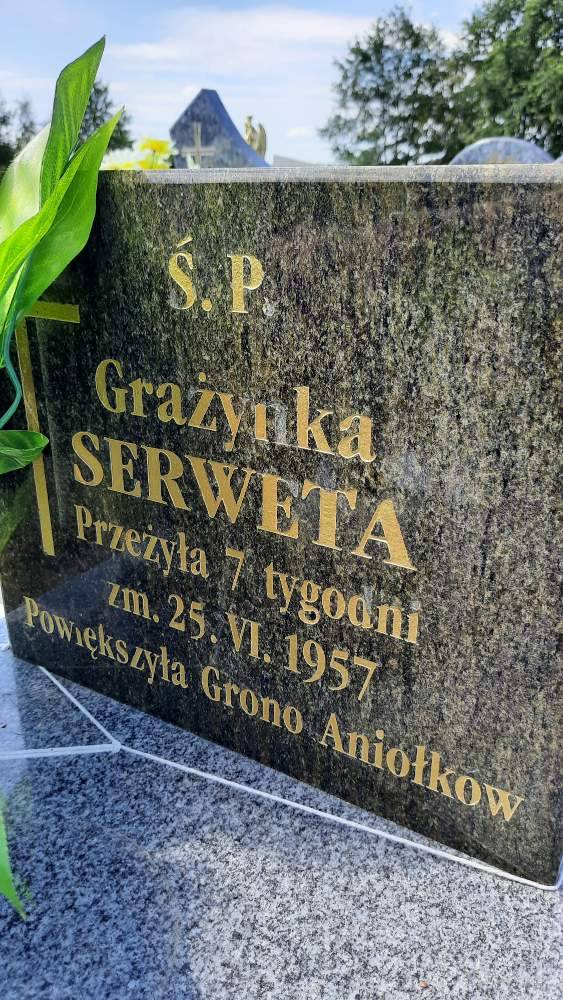 Ś. P.
Grażynka
SERWETA
Przeżyła 7 tygodni
zm. 25. VI. 1957
Powiększyła Grono Aniołkow